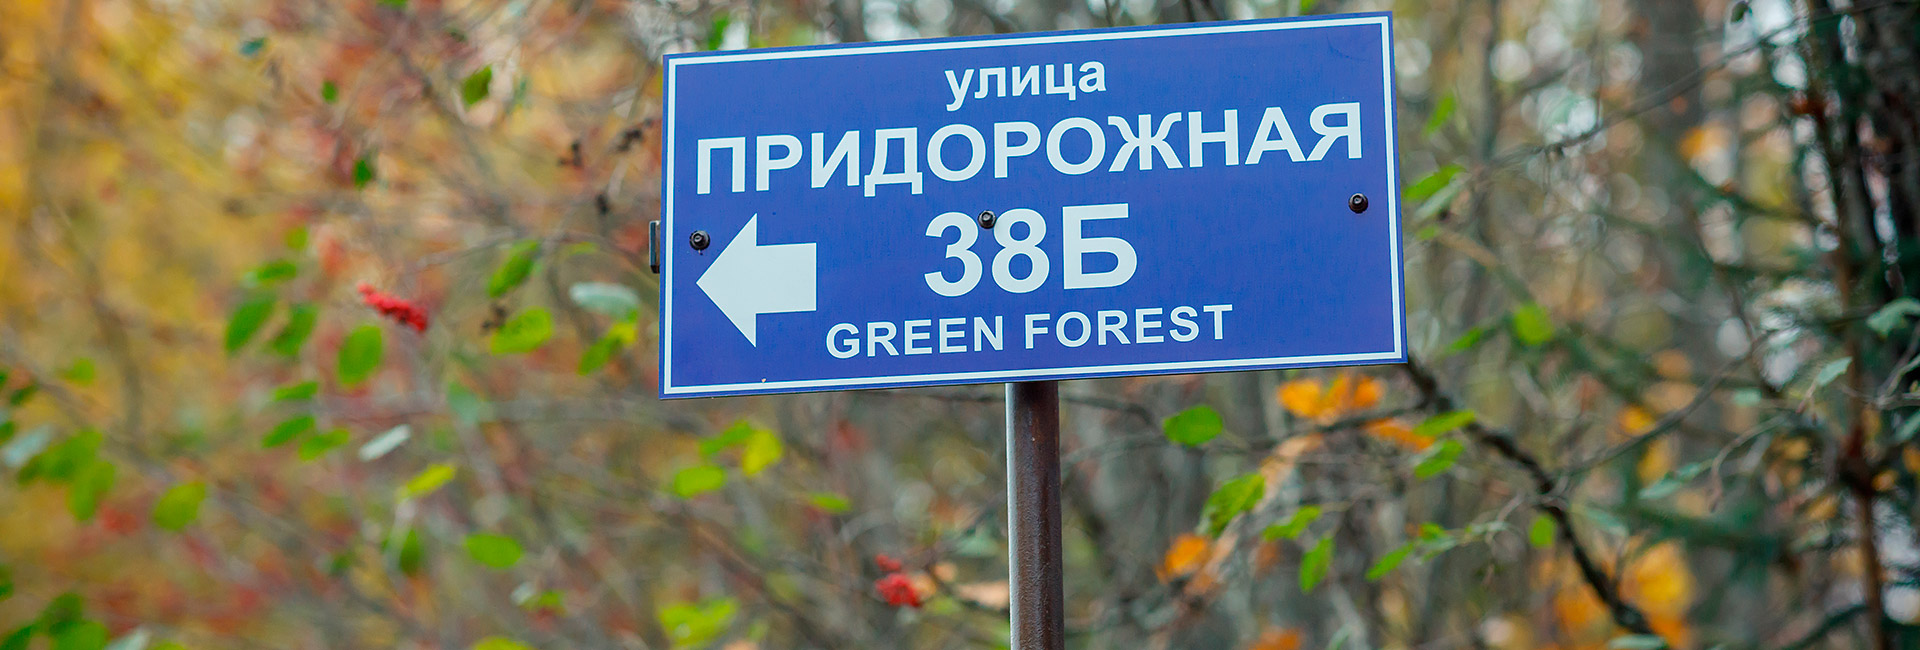 улица
ПРИДОРОЖНАЯ
38Б
GREEN FOREST